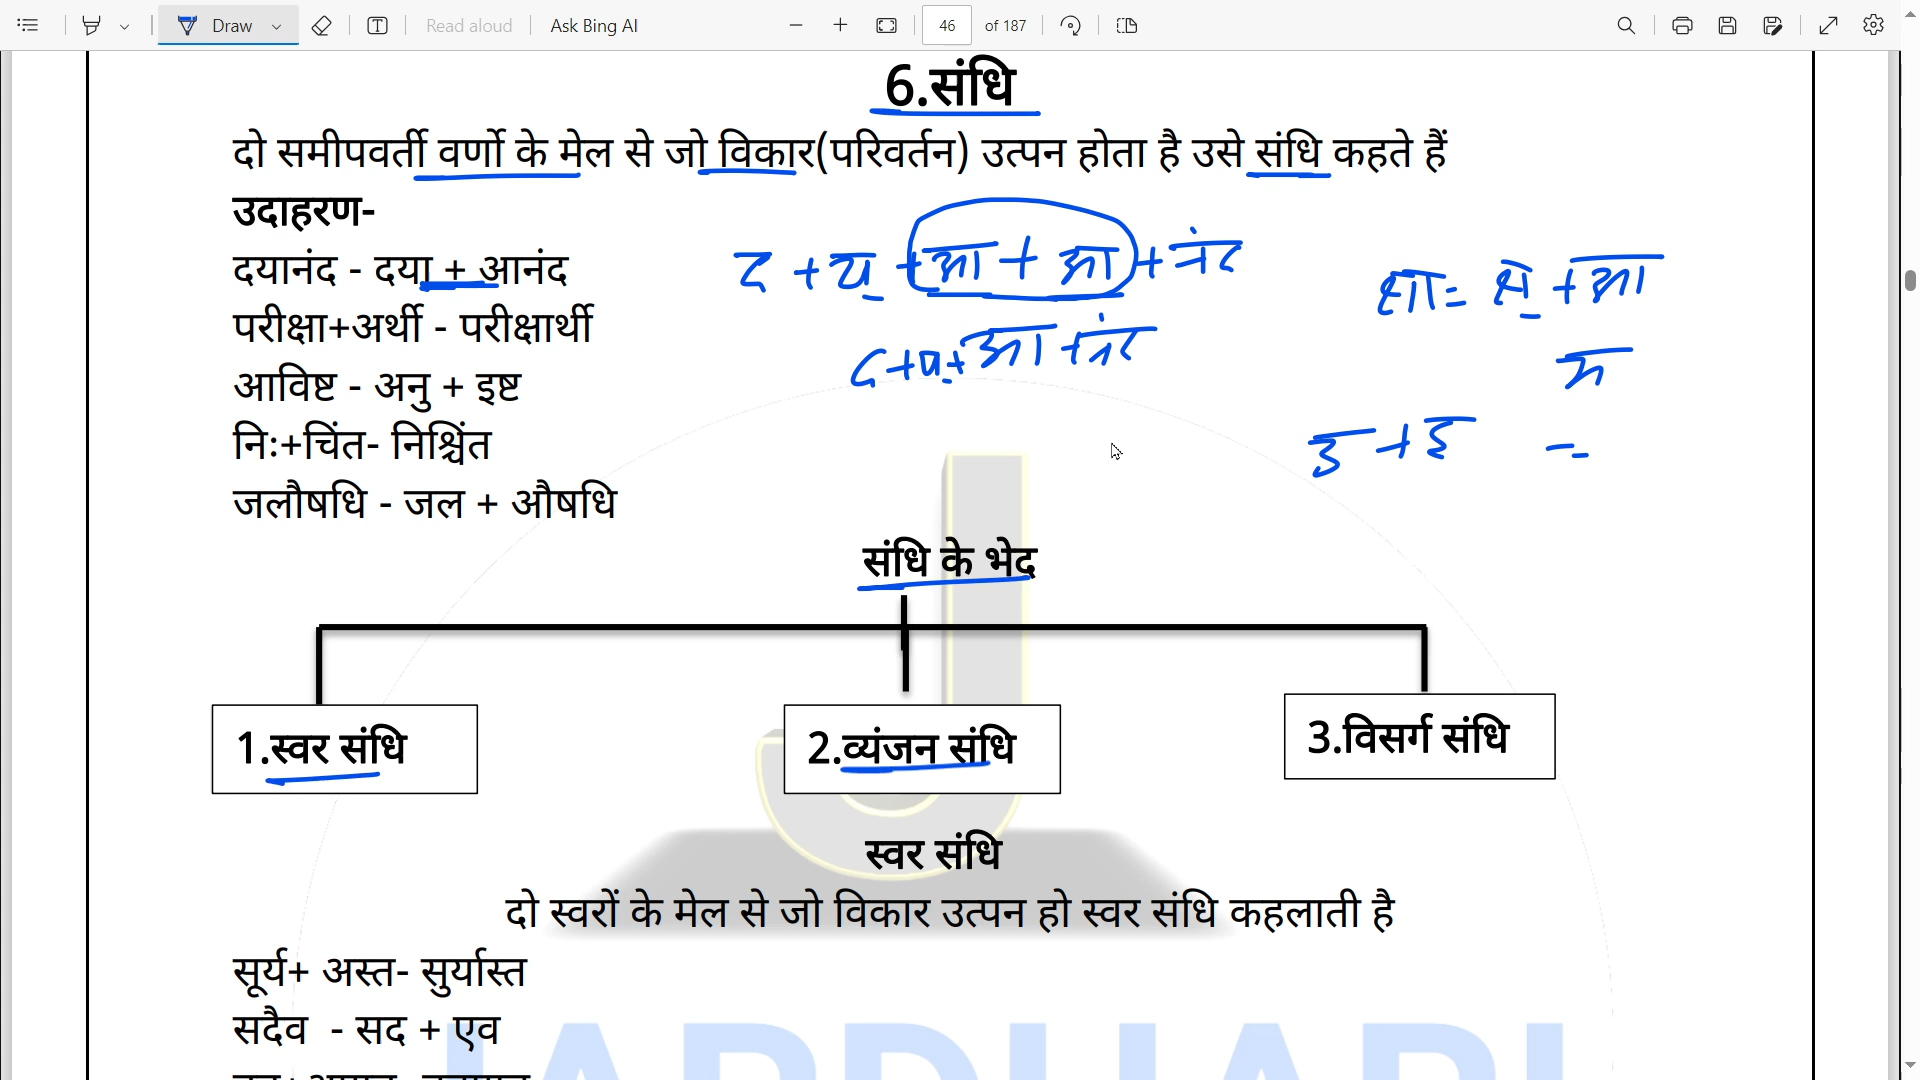 Draw Read aloud Ask Bing AI 46 of 187
6.संधि
दो समीपवर्ती वर्णो के मेल से जो विकार(परिवर्तन) उत्पन होता है उसे संधि कहते हैं
उदाहरण-
दयानंद - दया + आनंद
परीक्षा+अर्थी - परीक्षार्थी
आविष्ट - अनु + इष्ट
निः+चिंत- निश्चिंत
जलौषधि - जल + औषधि
संधि के भेद
1.स्वर संधि
2.व्यंजन संधि
3.विसर्ग संधि
स्वर संधि
दो स्वरों के मेल से जो विकार उत्पन हो स्वर संधि कहलाती है
सूर्य+ अस्त- सुर्यास्त
सदैव - सद + एव